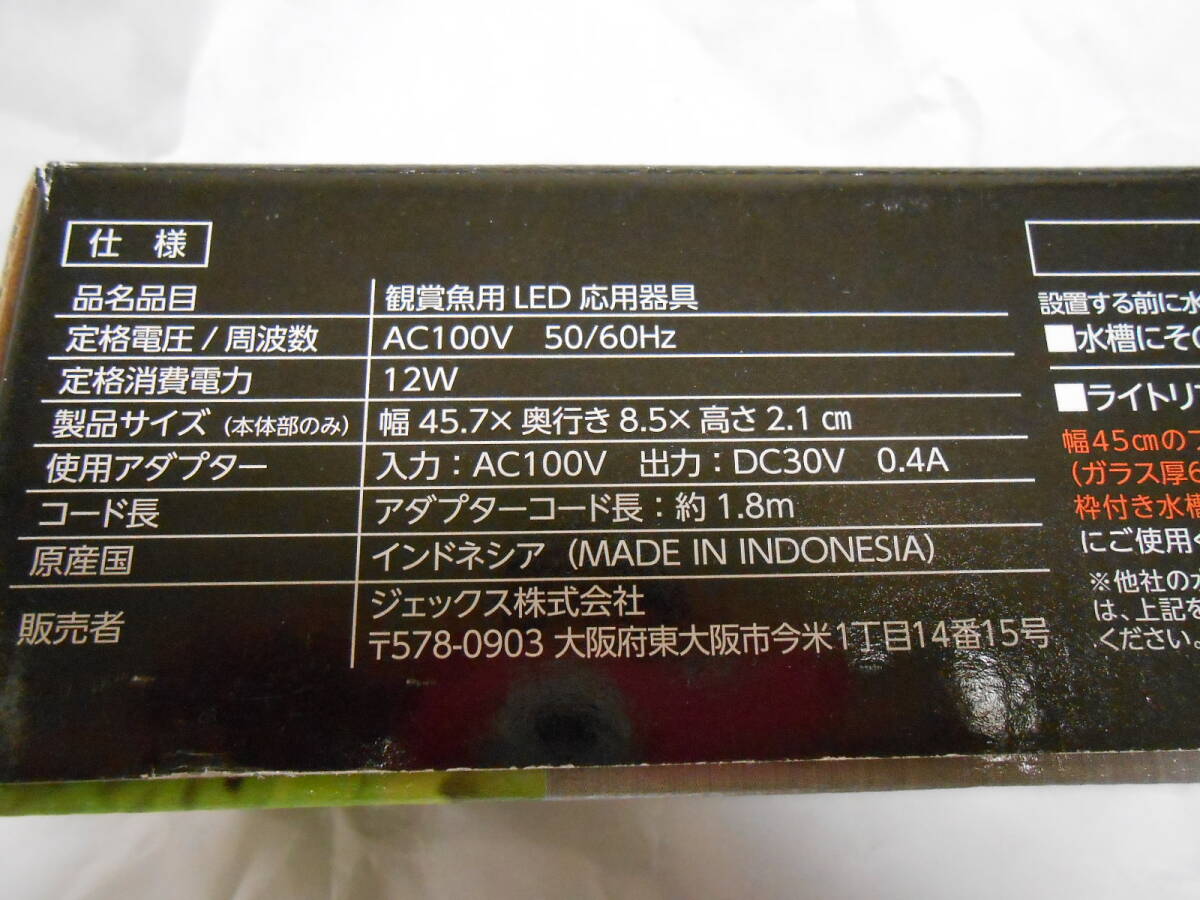 仕 様
品名品目 観賞魚用 LED 応用器具
定格電圧 / 周波数 AC100V 50/60Hz
定格消費電力 12W
製品サイズ (本体部のみ) 幅 45.7× 奥行き 8.5× 高さ 2.1 ㎝
使用アダプター 入力：AC100V 出力：DC30V 0.4A
コード長 アダプターコード長：約 1.8m
原産国 インドネシア (MADE IN INDONESIA)
販売者 ジェックス株式会社
〒578-0903 大阪府東大阪市今米1丁目14番15号
設置する前に水
■水槽にその
■ライトリ
幅45㎝の
(ガラス厚6
枠付き水槽
にご使用く
※他社の水
は、上記を
ください。